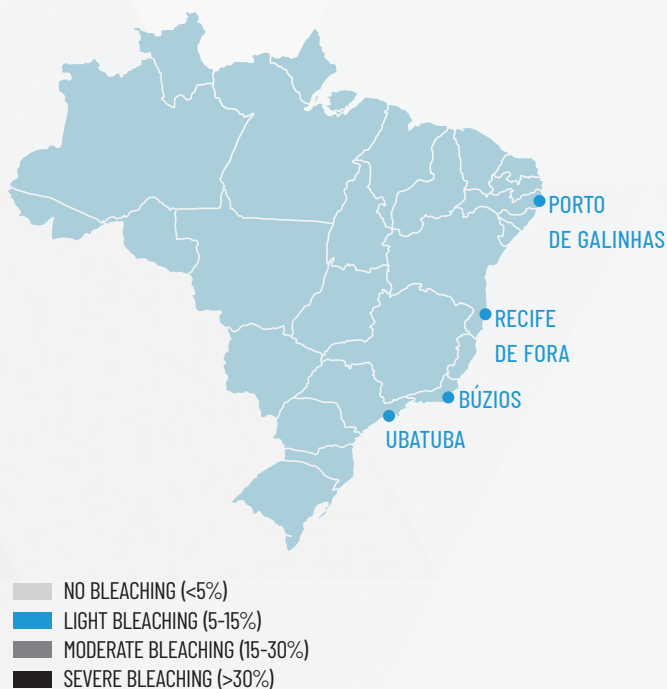 PORTO
DE GALINHAS
RECIFE
DE FORA
BÚZIOS
UBATUBA
NO BLEACHING (<5%)
LIGHT BLEACHING (5-15%)
MODERATE BLEACHING (15-30%)
SEVERE BLEACHING (>30%)